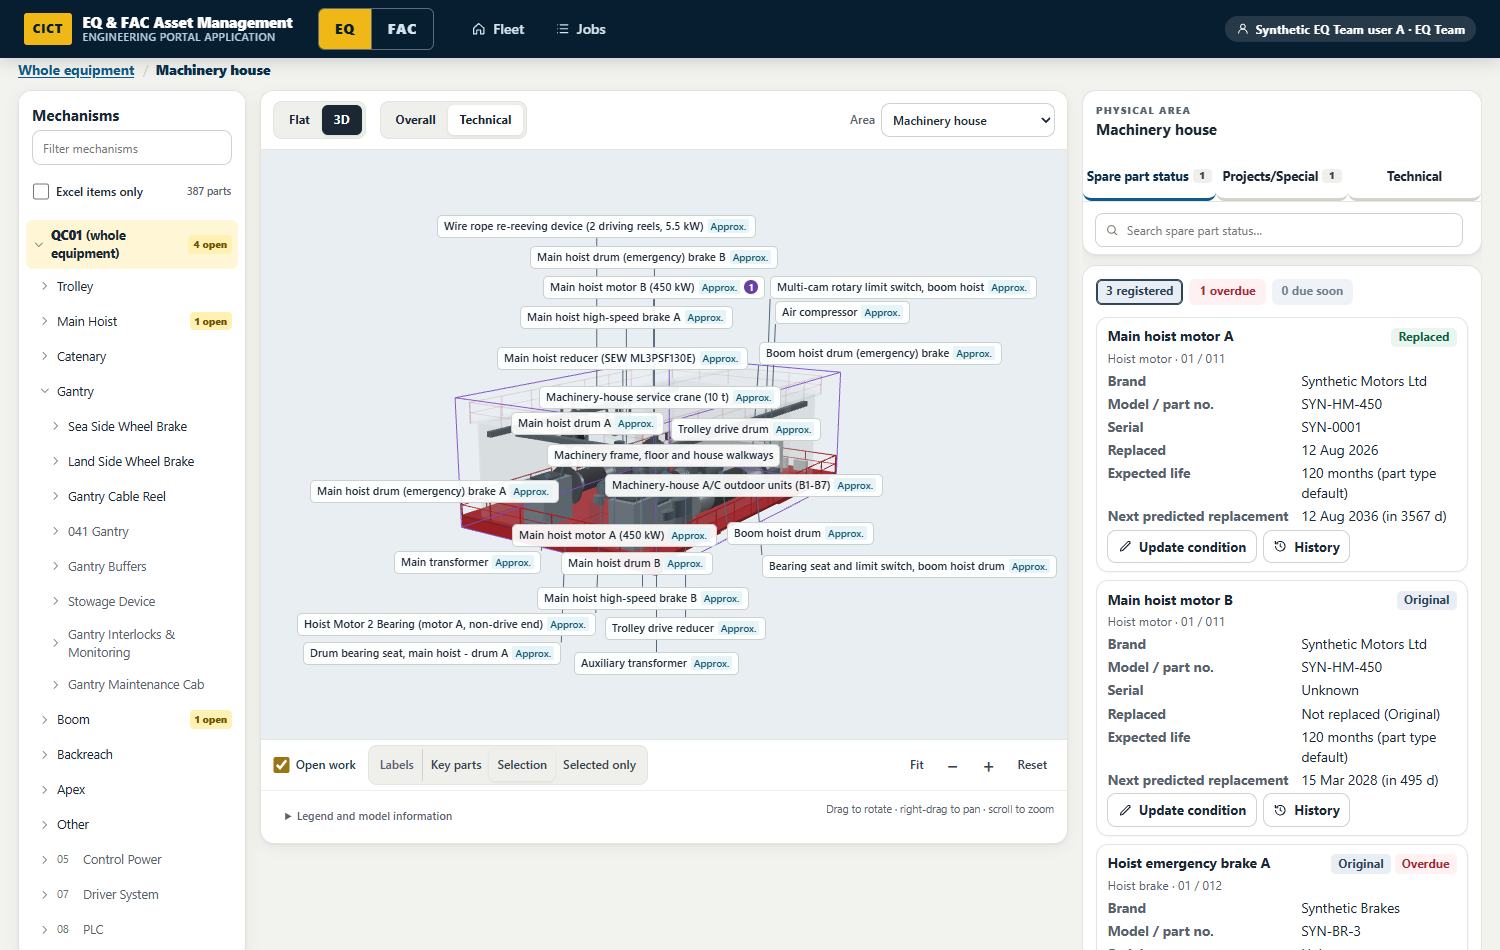 CICT
EQ & FAC Asset Management
ENGINEERING PORTAL APPLICATION
EQ
FAC
Fleet
Jobs
Synthetic EQ Team user A · EQ Team
Whole equipment / Machinery house
Mechanisms
Filter mechanisms
Excel items only
387 parts
QC01 (whole equipment)
4 open
Trolley
Main Hoist
1 open
Catenary
Gantry
Sea Side Wheel Brake
Land Side Wheel Brake
Gantry Cable Reel
041 Gantry
Gantry Buffers
Stowage Device
Gantry Interlocks & Monitoring
Gantry Maintenance Cab
Boom
1 open
Backreach
Apex
Other
05 Control Power
07 Driver System
08 PLC
Flat
3D
Overall
Technical
Area
Machinery house
Wire rope re-reeving device (2 driving reels, 5.5 kW) Approx.
Main hoist drum (emergency) brake B Approx.
Main hoist motor B (450 kW) Approx. 1
Multi-cam rotary limit switch, boom hoist Approx.
Air compressor Approx.
Main hoist high-speed brake A Approx.
Main hoist reducer (SEW ML3PSF130E) Approx.
Boom hoist drum (emergency) brake Approx.
Machinery-house service crane (10 t) Approx.
Main hoist drum A Approx.
Trolley drive drum Approx.
Machinery frame, floor and house walkways
Main hoist drum (emergency) brake A Approx.
Machinery-house A/C outdoor units (B1-B7) Approx.
Main hoist motor A (450 kW) Approx.
Boom hoist drum Approx.
Main transformer Approx.
Main hoist drum B Approx.
Bearing seat and limit switch, boom hoist drum Approx.
Main hoist high-speed brake B Approx.
Hoist Motor 2 Bearing (motor A, non-drive end) Approx.
Trolley drive reducer Approx.
Drum bearing seat, main hoist - drum A Approx.
Auxiliary transformer Approx.
Open work
Labels
Key parts
Selection
Selected only
Fit
−
+
Reset
Legend and model information
Drag to rotate · right-drag to pan · scroll to zoom
PHYSICAL AREA
Machinery house
Spare part status 1
Projects/Special 1
Technical
Search spare part status...
3 registered
1 overdue
0 due soon
Main hoist motor A
Replaced
Hoist motor · 01 / 011
Brand Synthetic Motors Ltd
Model / part no. SYN-HM-450
Serial SYN-0001
Replaced 12 Aug 2026
Expected life 120 months (part type default)
Next predicted replacement 12 Aug 2036 (in 3567 d)
Update condition
History
Main hoist motor B
Original
Hoist motor · 01 / 011
Brand Synthetic Motors Ltd
Model / part no. SYN-HM-450
Serial Unknown
Replaced Not replaced (Original)
Expected life 120 months (part type default)
Next predicted replacement 15 Mar 2028 (in 495 d)
Update condition
History
Hoist emergency brake A
Original
Overdue
Hoist brake · 01 / 012
Brand Synthetic Brakes
Model / part no. SYN-BR-3